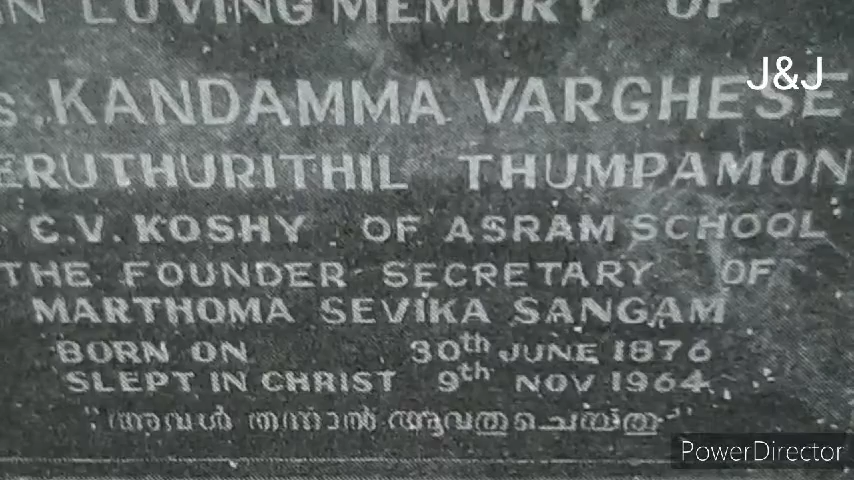 IN LOVING MEMORY OF
J&J
S. KANDAMMA VARGHESE
ERUTHURITHIL THUMPAMON
C.V. KOSHY OF ASRAM SCHOOL
THE FOUNDER SECRETARY OF
MARTHOMA SEVIKA SANGAM
BORN ON 30th JUNE 1876
SLEPT IN CHRIST 9th NOV 1964
"അവൾ തന്നാൽ ആവതു ചെയ്തു"
PowerDirector